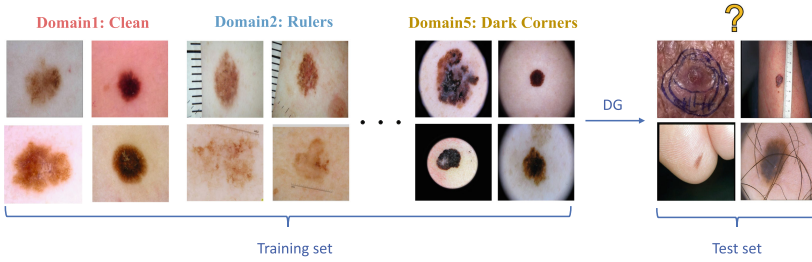 Domain1: Clean
Domain2: Rulers
Domain5: Dark Corners
?
. . .
DG
Training set
Test set